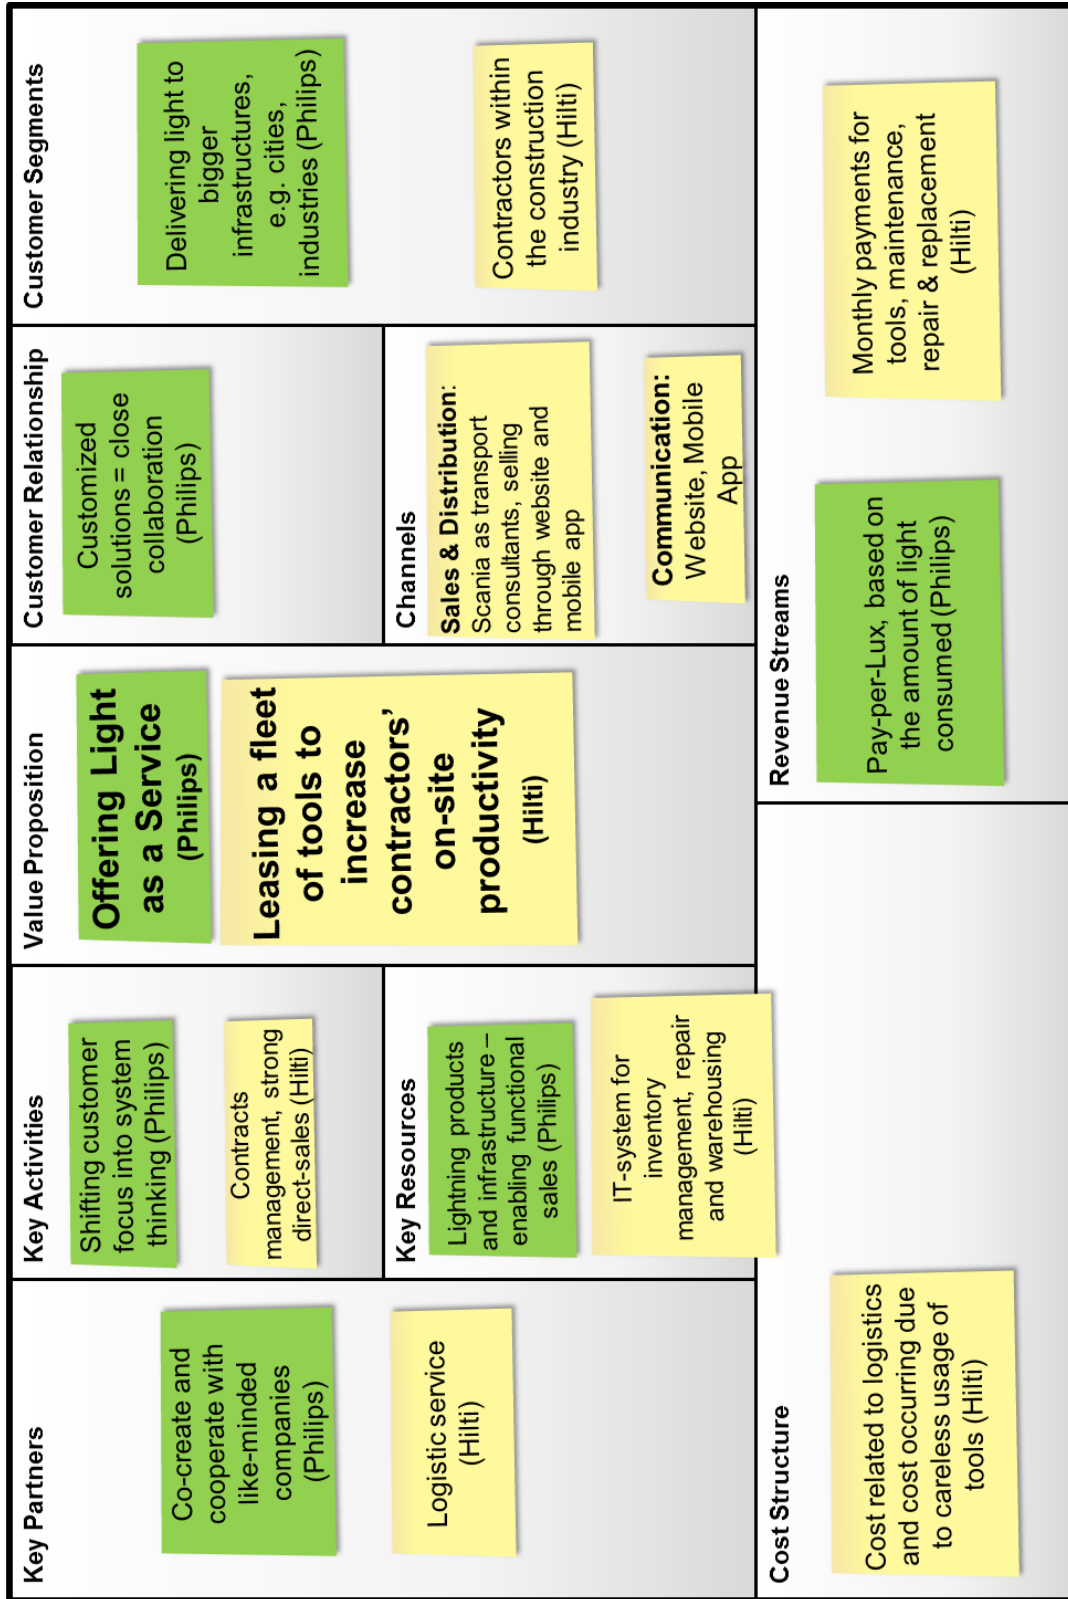 Key Partners
Co-create and
cooperate with
like-minded
companies
(Philips)
Logistic service
(Hilti)
Key Activities
Shifting customer
focus into system
thinking (Philips)
Contracts
management, strong
direct-sales (Hilti)
Key Resources
Lightning products
and infrastructure –
enabling functional
sales (Philips)
IT-system for
inventory
management, repair
and warehousing
(Hilti)
Value Proposition
Offering Light
as a Service
(Philips)
Leasing a fleet
of tools to
increase
contractors’
on-site
productivity
(Hilti)
Customer Relationship
Customized
solutions = close
collaboration
(Philips)
Channels
Sales & Distribution:
Scania as transport
consultants, selling
through website and
mobile app
Communication:
Website, Mobile
App
Customer Segments
Delivering light to
bigger
infrastructures,
e.g. cities,
industries (Philips)
Contractors within
the construction
industry (Hilti)
Cost Structure
Cost related to logistics
and cost occurring due
to careless usage of
tools (Hilti)
Revenue Streams
Pay-per-Lux, based on
the amount of light
consumed (Philips)
Monthly payments for
tools, maintenance,
repair & replacement
(Hilti)